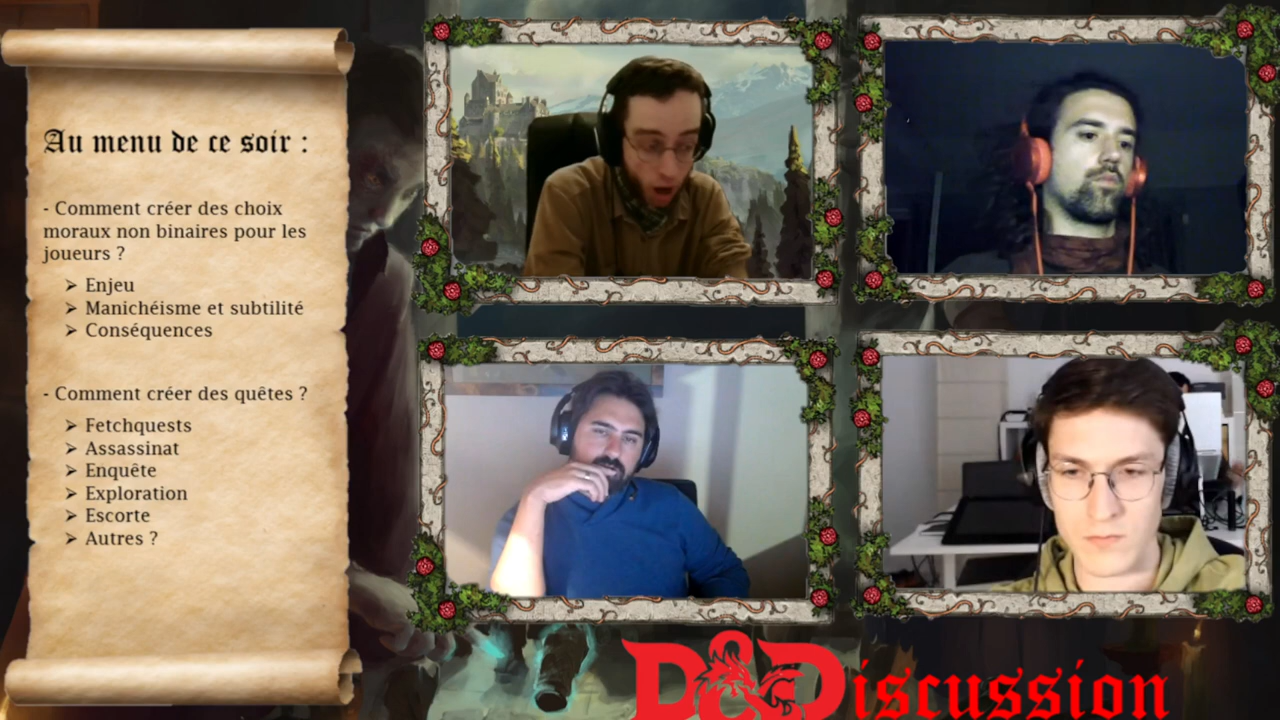 Au menu de ce soir :
- Comment créer des choix
moraux non binaires pour les
joueurs ?
➤ Enjeu
➤ Manichéisme et subtilité
➤ Conséquences
- Comment créer des quêtes ?
➤ Fetchquests
➤ Assassinat
➤ Enquête
➤ Exploration
➤ Escorte
➤ Autres ?
D&Discussion